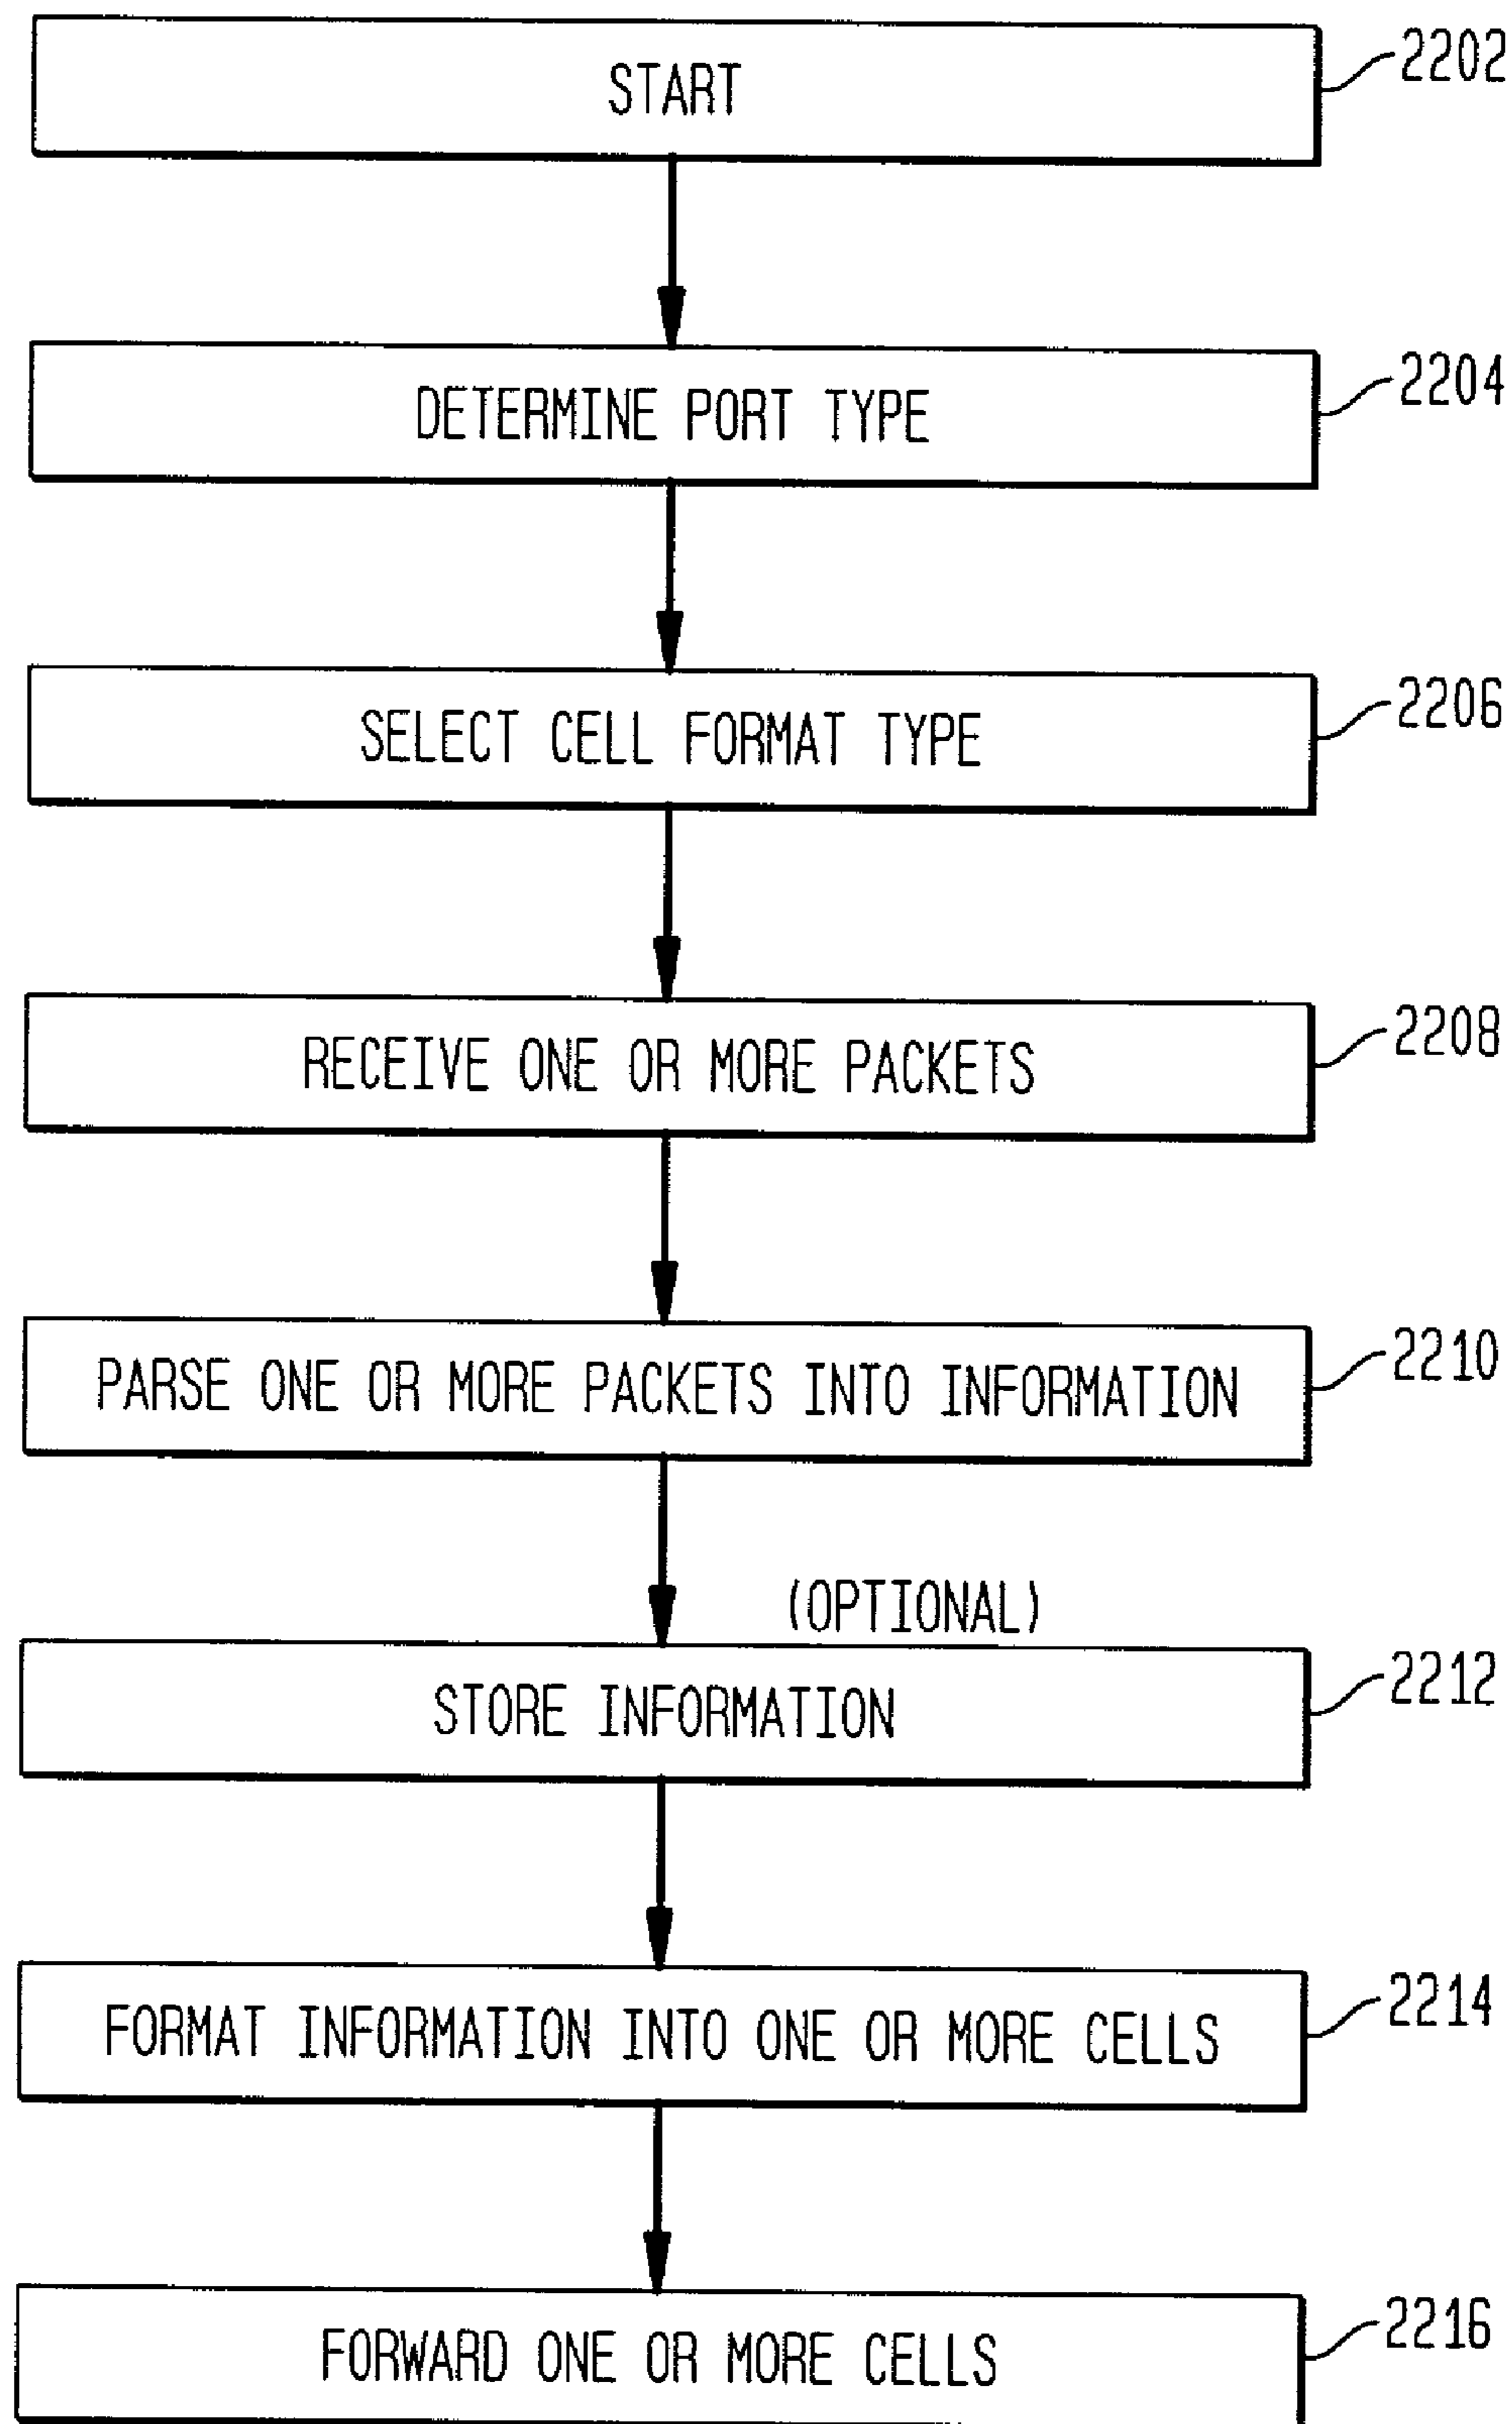 START
2202
DETERMINE PORT TYPE
2204
SELECT CELL FORMAT TYPE
2206
RECEIVE ONE OR MORE PACKETS
2208
PARSE ONE OR MORE PACKETS INTO INFORMATION
2210
(OPTIONAL)
STORE INFORMATION
2212
FORMAT INFORMATION INTO ONE OR MORE CELLS
2214
FORWARD ONE OR MORE CELLS
2216